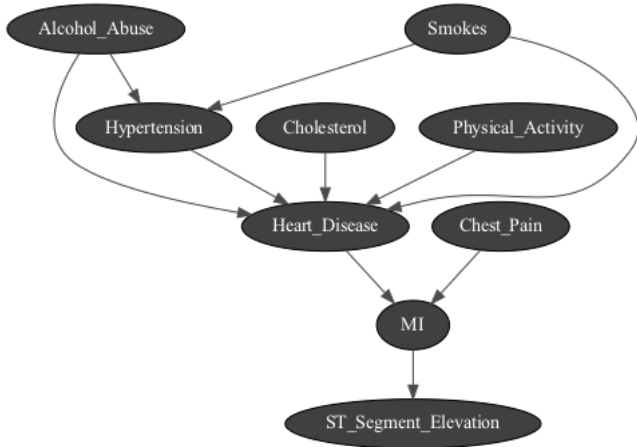 Alcohol_Abuse
Smokes
Hypertension
Cholesterol
Physical_Activity
Heart_Disease
Chest_Pain
MI
ST_Segment_Elevation